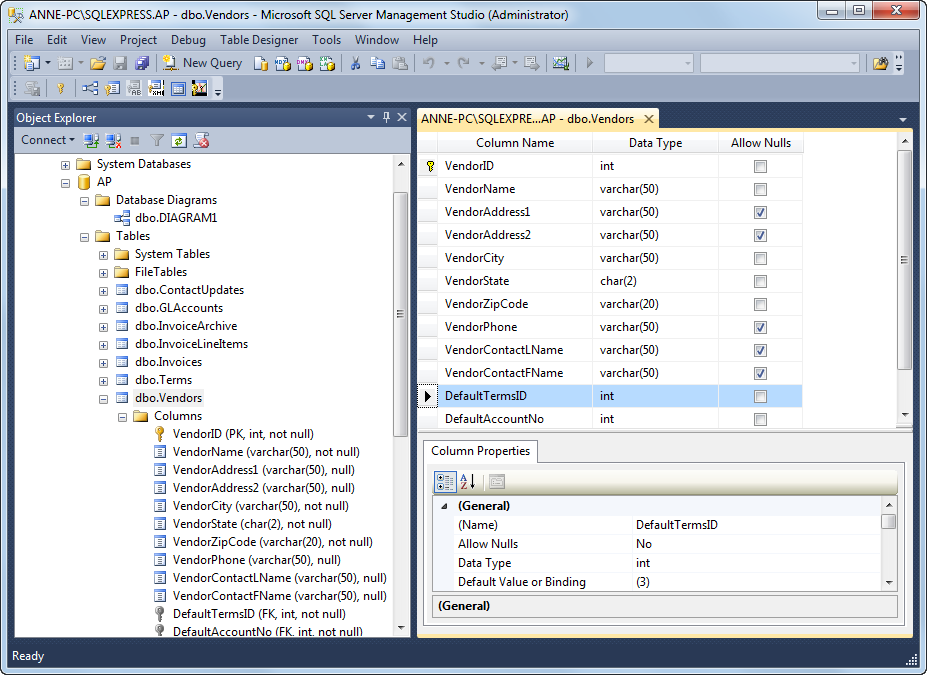 ANNE-PC\SQLEXPRESS.AP - dbo.Vendors - Microsoft SQL Server Management Studio (Administrator)
File Edit View Project Debug Table Designer Tools Window Help
New Query
Object Explorer
Connect
System Databases
AP
Database Diagrams
dbo.DIAGRAM1
Tables
System Tables
FileTables
dbo.ContactUpdates
dbo.GLAccounts
dbo.InvoiceArchive
dbo.InvoiceLineItems
dbo.Invoices
dbo.Terms
dbo.Vendors
Columns
VendorID (PK, int, not null)
VendorName (varchar(50), not null)
VendorAddress1 (varchar(50), null)
VendorAddress2 (varchar(50), null)
VendorCity (varchar(50), not null)
VendorState (char(2), not null)
VendorZipCode (varchar(20), not null)
VendorPhone (varchar(50), null)
VendorContactLName (varchar(50), null)
VendorContactFName (varchar(50), null)
DefaultTermsID (FK, int, not null)
DefaultAccountNo (FK, int, not null)
ANNE-PC\SQLEXPRE...AP - dbo.Vendors
Column Name Data Type Allow Nulls
VendorID int
VendorName varchar(50)
VendorAddress1 varchar(50)
VendorAddress2 varchar(50)
VendorCity varchar(50)
VendorState char(2)
VendorZipCode varchar(20)
VendorPhone varchar(50)
VendorContactLName varchar(50)
VendorContactFName varchar(50)
DefaultTermsID int
DefaultAccountNo int
Column Properties
(General)
(Name) DefaultTermsID
Allow Nulls No
Data Type int
Default Value or Binding (3)
(General)
Ready